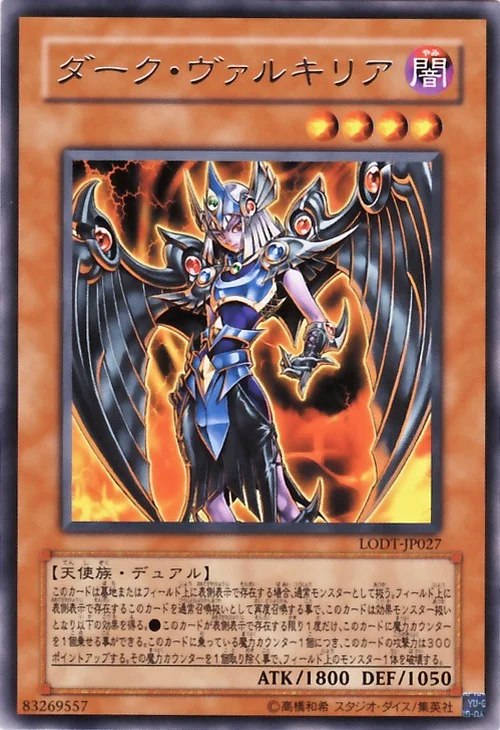 ダーク・ヴァルキリア
闇
LODT-JP027
【天使族・デュアル】
このカードは墓地またはフィールド上に表側表示で存在する場合、通常モンスターとして扱う。フィールド上に
表側表示で存在するこのカードを通常召喚扱いとして再度召喚する事で、このカードは効果モンスター扱い
となり以下の効果を得る。●このカードが表側表示で存在する限り1度だけ、このカードに魔力カウンター
を1個乗せる事ができる。このカードに乗っている魔力カウンター1個につき、このカードの攻撃力は300
ポイントアップする。その魔力カウンターを1個取り除く事で、フィールド上のモンスター1体を破壊する。
ATK/1800 DEF/1050
83269557
©高橋和希 スタジオ・ダイス/集英社